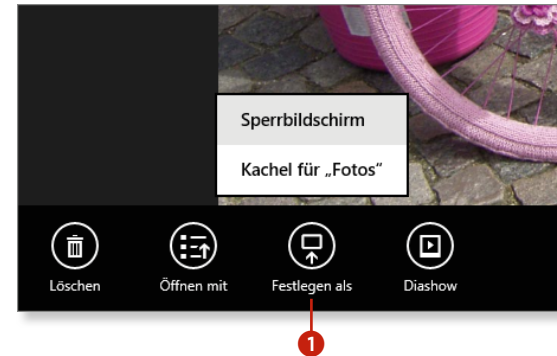 Sperrbildschirm
Kachel für „Fotos“
Löschen
Öffnen mit
Festlegen als
Diashow
1